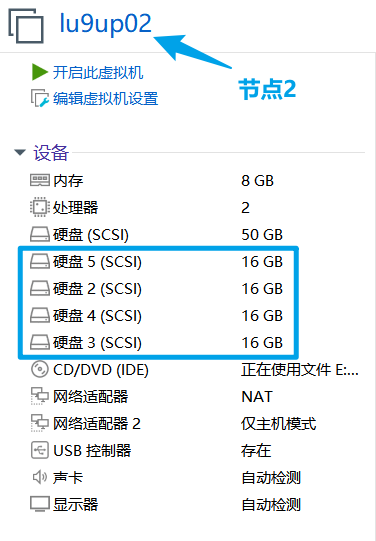 lu9up02
开启此虚拟机
节点2
编辑虚拟机设置
设备
内存 8 GB
处理器 2
硬盘 (SCSI) 50 GB
硬盘 5 (SCSI) 16 GB
硬盘 2 (SCSI) 16 GB
硬盘 4 (SCSI) 16 GB
硬盘 3 (SCSI) 16 GB
CD/DVD (IDE) 正在使用文件 E:...
网络适配器 NAT
网络适配器 2 仅主机模式
USB 控制器 存在
声卡 自动检测
显示器 自动检测